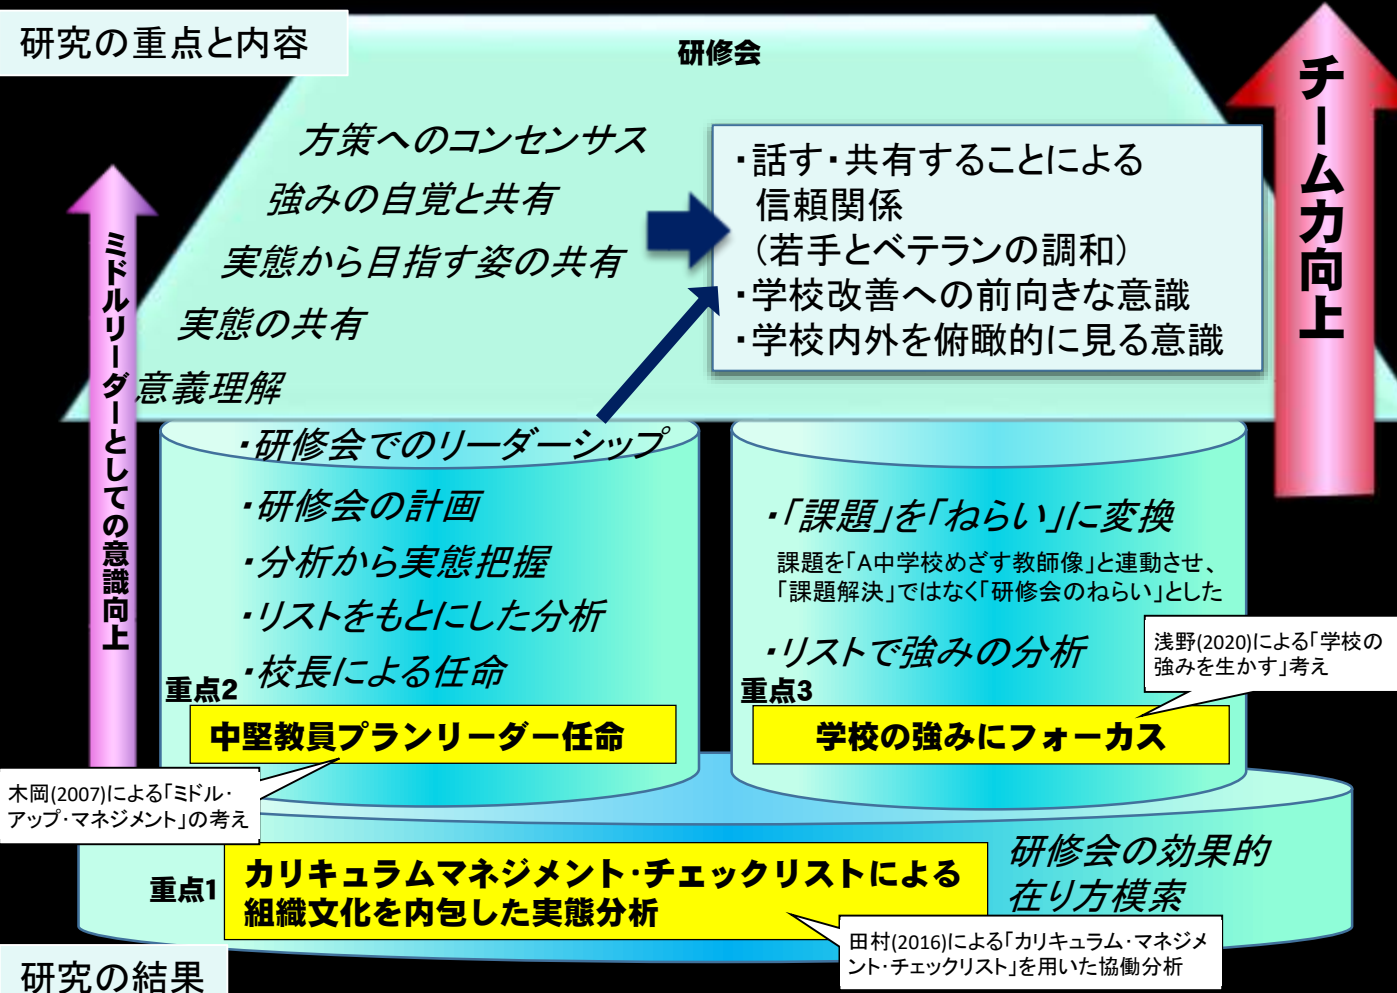 研究の重点と内容
研修会
方策へのコンセンサス
強みの自覚と共有
実態から目指す姿の共有
実態の共有
意義理解
・話す・共有することによる
信頼関係
(若手とベテランの調和)
・学校改善への前向きな意識
・学校内外を俯瞰的に見る意識
チーム力向上
ミドルリーダーとしての意識向上
・研修会でのリーダーシップ
・研修会の計画
・分析から実態把握
・リストをもとにした分析
・校長による任命
重点2
中堅教員プランリーダー任命
木岡(2007)による「ミドル・
アップ・マネジメント」の考え
・「課題」を「ねらい」に変換
課題を「A中学校めざす教師像」と連動させ、
「課題解決」ではなく「研修会のねらい」とした
・リストで強みの分析
浅野(2020)による「学校の
強みを生かす」考え
重点3
学校の強みにフォーカス
重点1
カリキュラムマネジメント・チェックリストによる
組織文化を内包した実態分析
研修会の効果的
在り方模索
田村(2016)による「カリキュラム・マネジメ
ント・チェックリスト」を用いた協働分析
研究の結果